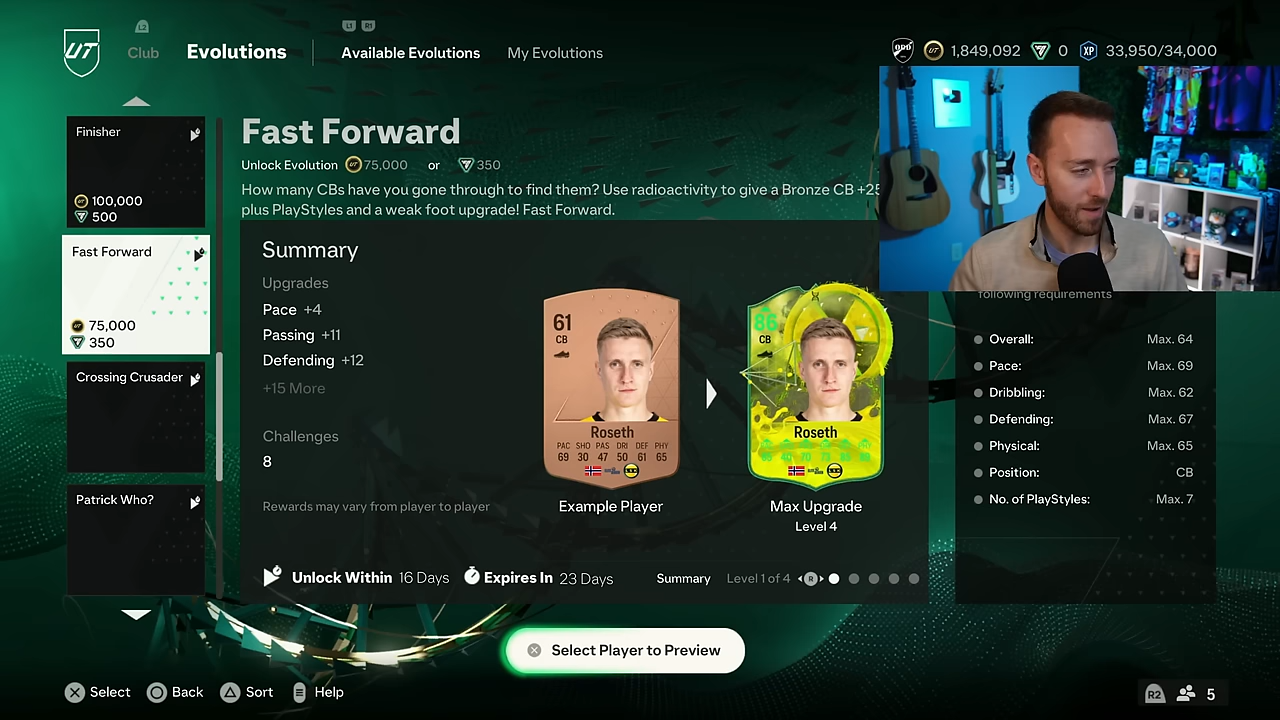 L2
L1 R1
UT
Club
Evolutions
Available Evolutions
My Evolutions
1,849,092
0
XP
33,950/34,000
Finisher
100,000
500
Fast Forward
75,000
350
Crossing Crusader
Patrick Who?
Fast Forward
Unlock Evolution 75,000 or 350
How many CBs have you gone through to find them? Use radioactivity to give a Bronze CB +25
plus PlayStyles and a weak foot upgrade! Fast Forward.
Summary
Upgrades
Pace +4
Passing +11
Defending +12
+15 More
Challenges
8
Rewards may vary from player to player
61
CB
Roseth
PAC SHO PAS DRI DEF PHY
69 30 47 50 61 65
Example Player
86
CB
Roseth
Max Upgrade
Level 4
Unlock Within 16 Days
Expires In 23 Days
Summary
Level 1 of 4
R
following requirements
Overall: Max. 64
Pace: Max. 69
Dribbling: Max. 62
Defending: Max. 67
Physical: Max. 65
Position: CB
No. of PlayStyles: Max. 7
Select Player to Preview
Select
Back
Sort
Help
R2
5